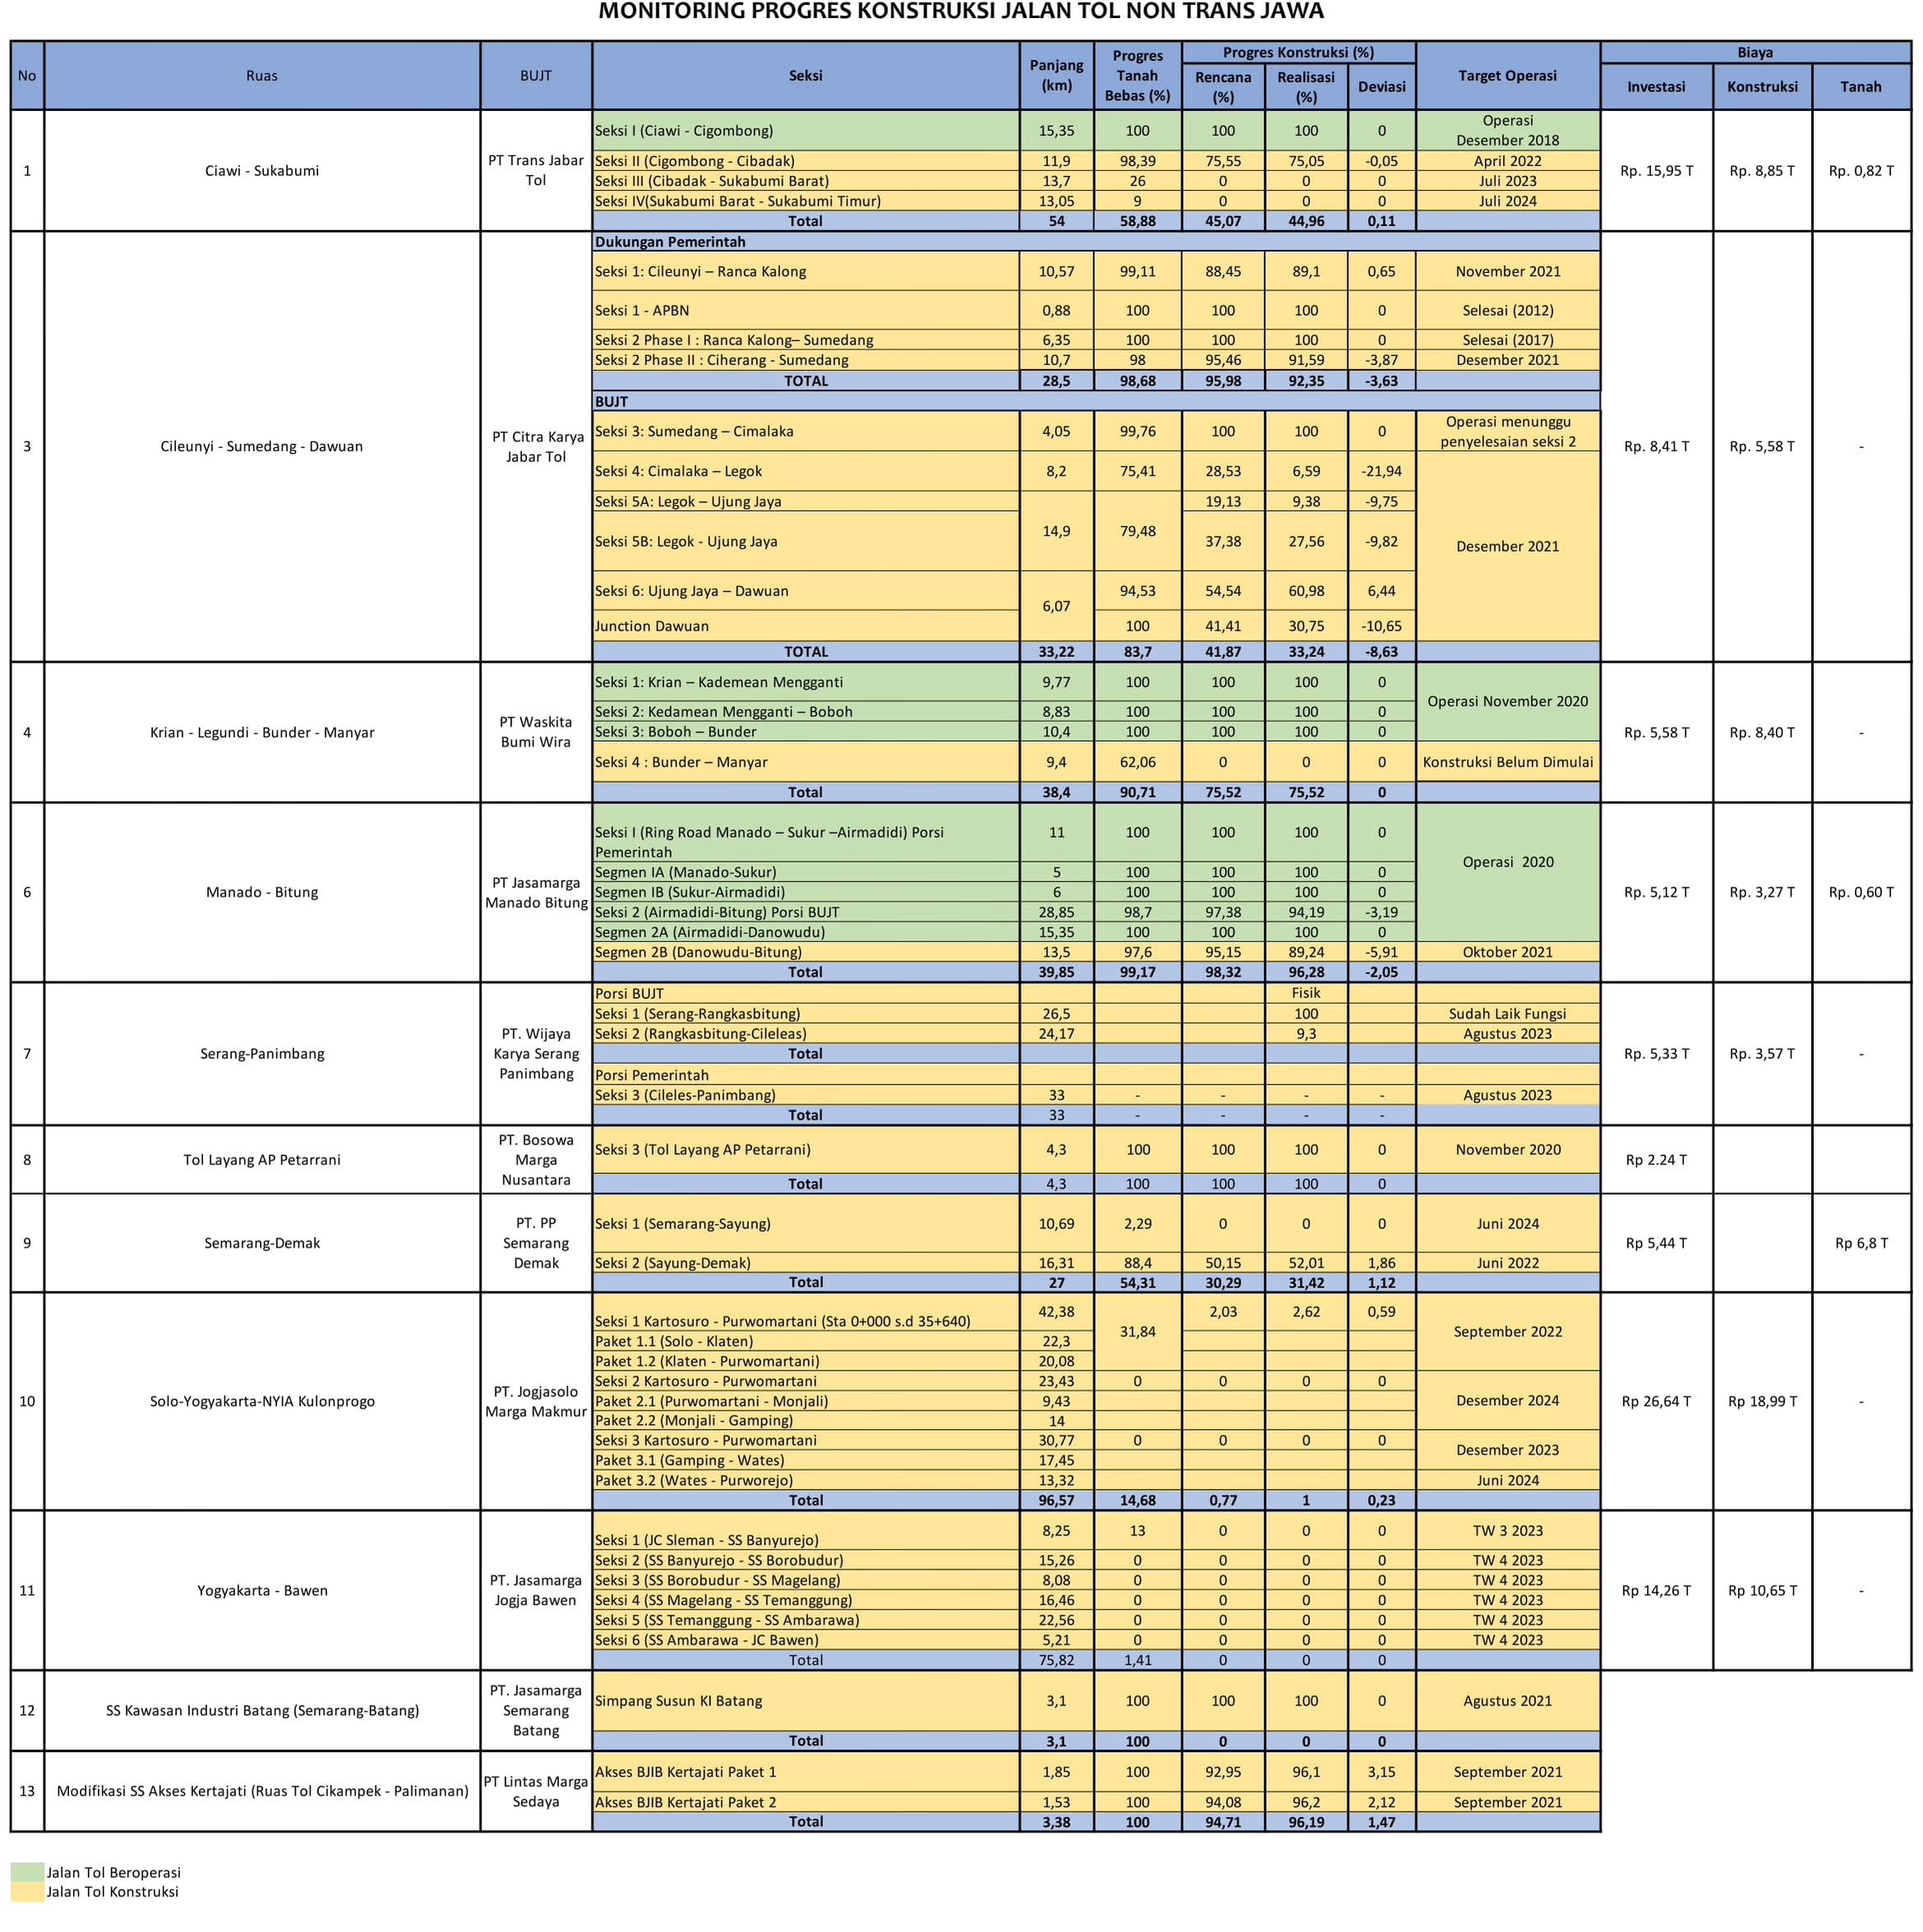 MONITORING PROGRES KONSTRUKSI JALAN TOL NON TRANS JAWA
No Ruas BUJT Seksi Panjang (km) Progres Tanah Bebas (%) Progres Konstruksi (%) Target Operasi Biaya
Rencana (%) Realisasi (%) Deviasi Investasi Konstruksi Tanah
1 Ciawi - Sukabumi PT Trans Jabar Tol Rp. 15,95 T Rp. 8,85 T Rp. 0,82 T
Seksi I (Ciawi - Cigombong) 15,35 100 100 100 0 Operasi Desember 2018
Seksi II (Cigombong - Cibadak) 11,9 98,39 75,55 75,05 -0,05 April 2022
Seksi III (Cibadak - Sukabumi Barat) 13,7 26 0 0 0 Juli 2023
Seksi IV(Sukabumi Barat - Sukabumi Timur) 13,05 9 0 0 0 Juli 2024
Total 54 58,88 45,07 44,96 0,11
3 Cileunyi - Sumedang - Dawuan PT Citra Karya Jabar Tol Rp. 8,41 T Rp. 5,58 T -
Dukungan Pemerintah
Seksi 1: Cileunyi – Ranca Kalong 10,57 99,11 88,45 89,1 0,65 November 2021
Seksi 1 - APBN 0,88 100 100 100 0 Selesai (2012)
Seksi 2 Phase I : Ranca Kalong– Sumedang 6,35 100 100 100 0 Selesai (2017)
Seksi 2 Phase II : Ciherang - Sumedang 10,7 98 95,46 91,59 -3,87 Desember 2021
TOTAL 28,5 98,68 95,98 92,35 -3,63
BUJT
Seksi 3: Sumedang – Cimalaka 4,05 99,76 100 100 0 Operasi menunggu penyelesaian seksi 2
Seksi 4: Cimalaka – Legok 8,2 75,41 28,53 6,59 -21,94 Desember 2021
Seksi 5A: Legok – Ujung Jaya 14,9 79,48 19,13 9,38 -9,75
Seksi 5B: Legok - Ujung Jaya 37,38 27,56 -9,82
Seksi 6: Ujung Jaya – Dawuan 6,07 94,53 54,54 60,98 6,44
Junction Dawuan 100 41,41 30,75 -10,65
TOTAL 33,22 83,7 41,87 33,24 -8,63
4 Krian - Legundi - Bunder - Manyar PT Waskita Bumi Wira Rp. 5,58 T Rp. 8,40 T -
Seksi 1: Krian – Kademean Mengganti 9,77 100 100 100 0 Operasi November 2020
Seksi 2: Kedamean Mengganti – Boboh 8,83 100 100 100 0
Seksi 3: Boboh – Bunder 10,4 100 100 100 0
Seksi 4 : Bunder – Manyar 9,4 62,06 0 0 0 Konstruksi Belum Dimulai
Total 38,4 90,71 75,52 75,52 0
6 Manado - Bitung PT Jasamarga Manado Bitung Rp. 5,12 T Rp. 3,27 T Rp. 0,60 T
Seksi I (Ring Road Manado – Sukur –Airmadidi) Porsi Pemerintah 11 100 100 100 0 Operasi 2020
Segmen IA (Manado-Sukur) 5 100 100 100 0
Segmen IB (Sukur-Airmadidi) 6 100 100 100 0
Seksi 2 (Airmadidi-Bitung) Porsi BUJT 28,85 98,7 97,38 94,19 -3,19
Segmen 2A (Airmadidi-Danowudu) 15,35 100 100 100 0
Segmen 2B (Danowudu-Bitung) 13,5 97,6 95,15 89,24 -5,91 Oktober 2021
Total 39,85 99,17 98,32 96,28 -2,05
7 Serang-Panimbang PT. Wijaya Karya Serang Panimbang Rp. 5,33 T Rp. 3,57 T -
Porsi BUJT Fisik
Seksi 1 (Serang-Rangkasbitung) 26,5 100 Sudah Laik Fungsi
Seksi 2 (Rangkasbitung-Cileleas) 24,17 9,3 Agustus 2023
Total
Porsi Pemerintah
Seksi 3 (Cileles-Panimbang) 33 - - - - Agustus 2023
Total 33 - - - -
8 Tol Layang AP Petarrani PT. Bosowa Marga Nusantara Rp 2.24 T
Seksi 3 (Tol Layang AP Petarrani) 4,3 100 100 100 0 November 2020
Total 4,3 100 100 100 0
9 Semarang-Demak PT. PP Semarang Demak Rp 5,44 T Rp 6,8 T
Seksi 1 (Semarang-Sayung) 10,69 2,29 0 0 0 Juni 2024
Seksi 2 (Sayung-Demak) 16,31 88,4 50,15 52,01 1,86 Juni 2022
Total 27 54,31 30,29 31,42 1,12
10 Solo-Yogyakarta-NYIA Kulonprogo PT. Jogjasolo Marga Makmur Rp 26,64 T Rp 18,99 T -
Seksi 1 Kartosuro - Purwomartani (Sta 0+000 s.d 35+640) 42,38 31,84 2,03 2,62 0,59 September 2022
Paket 1.1 (Solo - Klaten) 22,3
Paket 1.2 (Klaten - Purwomartani) 20,08
Seksi 2 Kartosuro - Purwomartani 23,43 0 0 0 0 Desember 2024
Paket 2.1 (Purwomartani - Monjali) 9,43
Paket 2.2 (Monjali - Gamping) 14
Seksi 3 Kartosuro - Purwomartani 30,77 0 0 0 0 Desember 2023
Paket 3.1 (Gamping - Wates) 17,45
Paket 3.2 (Wates - Purworejo) 13,32 Juni 2024
Total 96,57 14,68 0,77 1 0,23
11 Yogyakarta - Bawen PT. Jasamarga Jogja Bawen Rp 14,26 T Rp 10,65 T -
Seksi 1 (JC Sleman - SS Banyurejo) 8,25 13 0 0 0 TW 3 2023
Seksi 2 (SS Banyurejo - SS Borobudur) 15,26 0 0 0 0 TW 4 2023
Seksi 3 (SS Borobudur - SS Magelang) 8,08 0 0 0 0 TW 4 2023
Seksi 4 (SS Magelang - SS Temanggung) 16,46 0 0 0 0 TW 4 2023
Seksi 5 (SS Temanggung - SS Ambarawa) 22,56 0 0 0 0 TW 4 2023
Seksi 6 (SS Ambarawa - JC Bawen) 5,21 0 0 0 0 TW 4 2023
Total 75,82 1,41 0 0 0
12 SS Kawasan Industri Batang (Semarang-Batang) PT. Jasamarga Semarang Batang
Simpang Susun KI Batang 3,1 100 100 100 0 Agustus 2021
Total 3,1 100 0 0 0
13 Modifikasi SS Akses Kertajati (Ruas Tol Cikampek - Palimanan) PT Lintas Marga Sedaya
Akses BJIB Kertajati Paket 1 1,85 100 92,95 96,1 3,15 September 2021
Akses BJIB Kertajati Paket 2 1,53 100 94,08 96,2 2,12 September 2021
Total 3,38 100 94,71 96,19 1,47
Jalan Tol Beroperasi
Jalan Tol Konstruksi